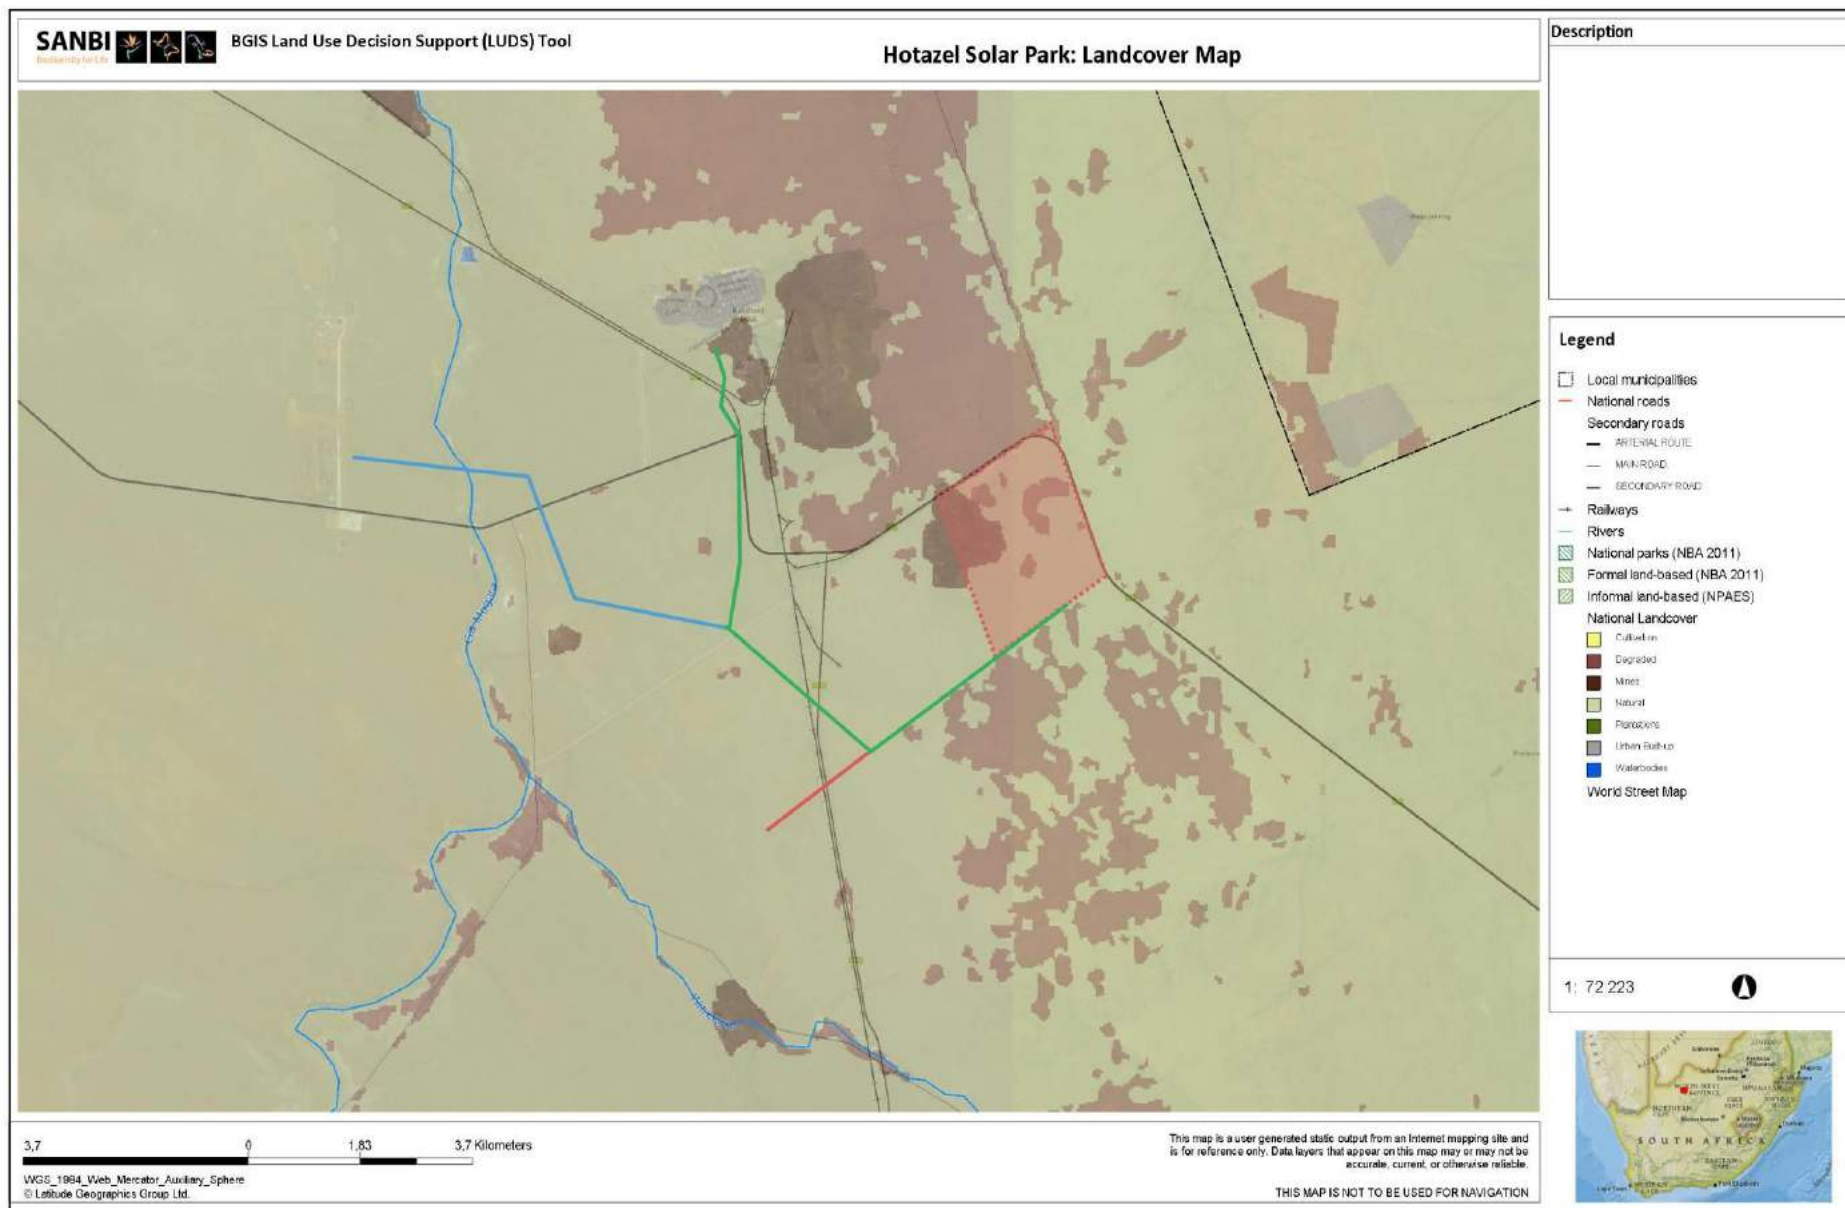 SANBI
Biodiversity for Life
BGIS Land Use Decision Support (LUDS) Tool
Hotazel Solar Park: Landcover Map
Description
Legend
Local municipalities
National roads
Secondary roads
ARTERIAL ROUTE
MAIN ROAD
SECONDARY ROAD
Railways
Rivers
National parks (NBA 2011)
Formal land-based (NBA 2011)
Informal land-based (NPAES)
National Landcover
Cultivation
Degraded
Mines
Natural
Plantations
Urban Built-up
Waterbodies
World Street Map
1: 72 223
SOUTH AFRICA
3,7
0
1,83
3,7 Kilometers
WGS_1984_Web_Mercator_Auxiliary_Sphere
© Latitude Geographics Group Ltd.
This map is a user generated static output from an Internet mapping site and
is for reference only. Data layers that appear on this map may or may not be
accurate, current, or otherwise reliable.
THIS MAP IS NOT TO BE USED FOR NAVIGATION